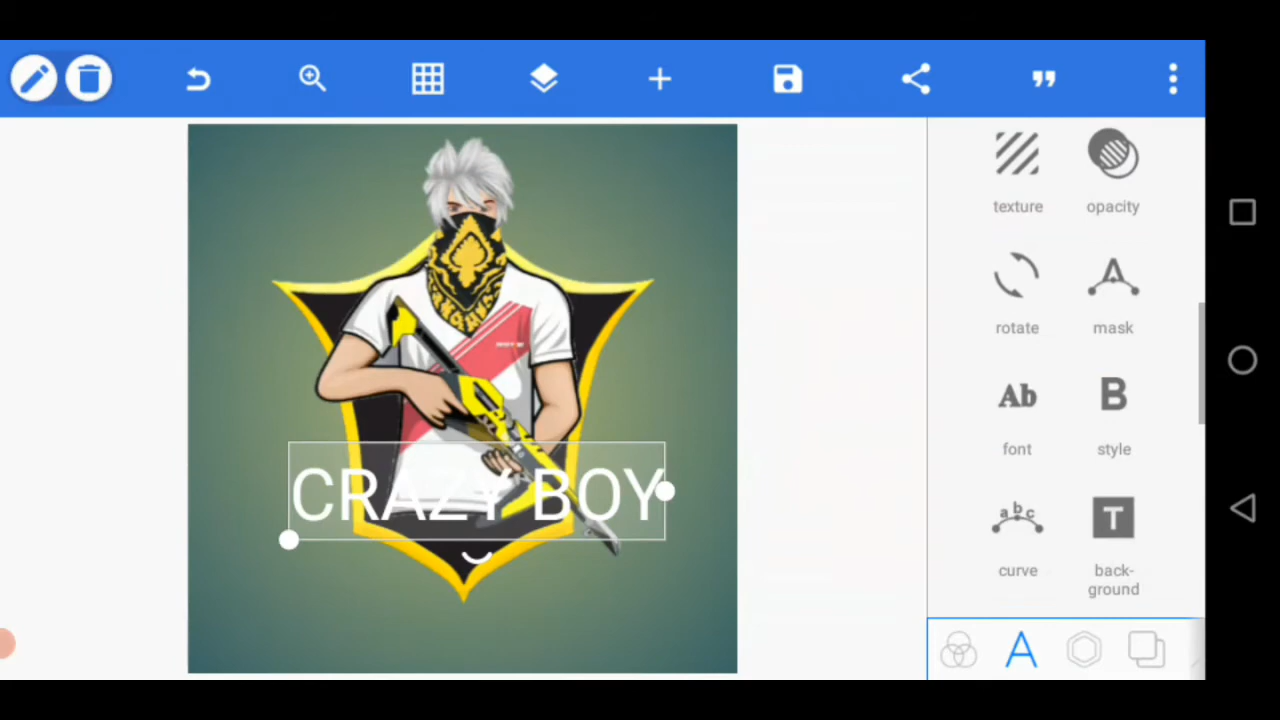 texture
opacity
rotate
mask
Ab
B
font
style
abc
T
curve
back-
ground
A
CRAZY BOY